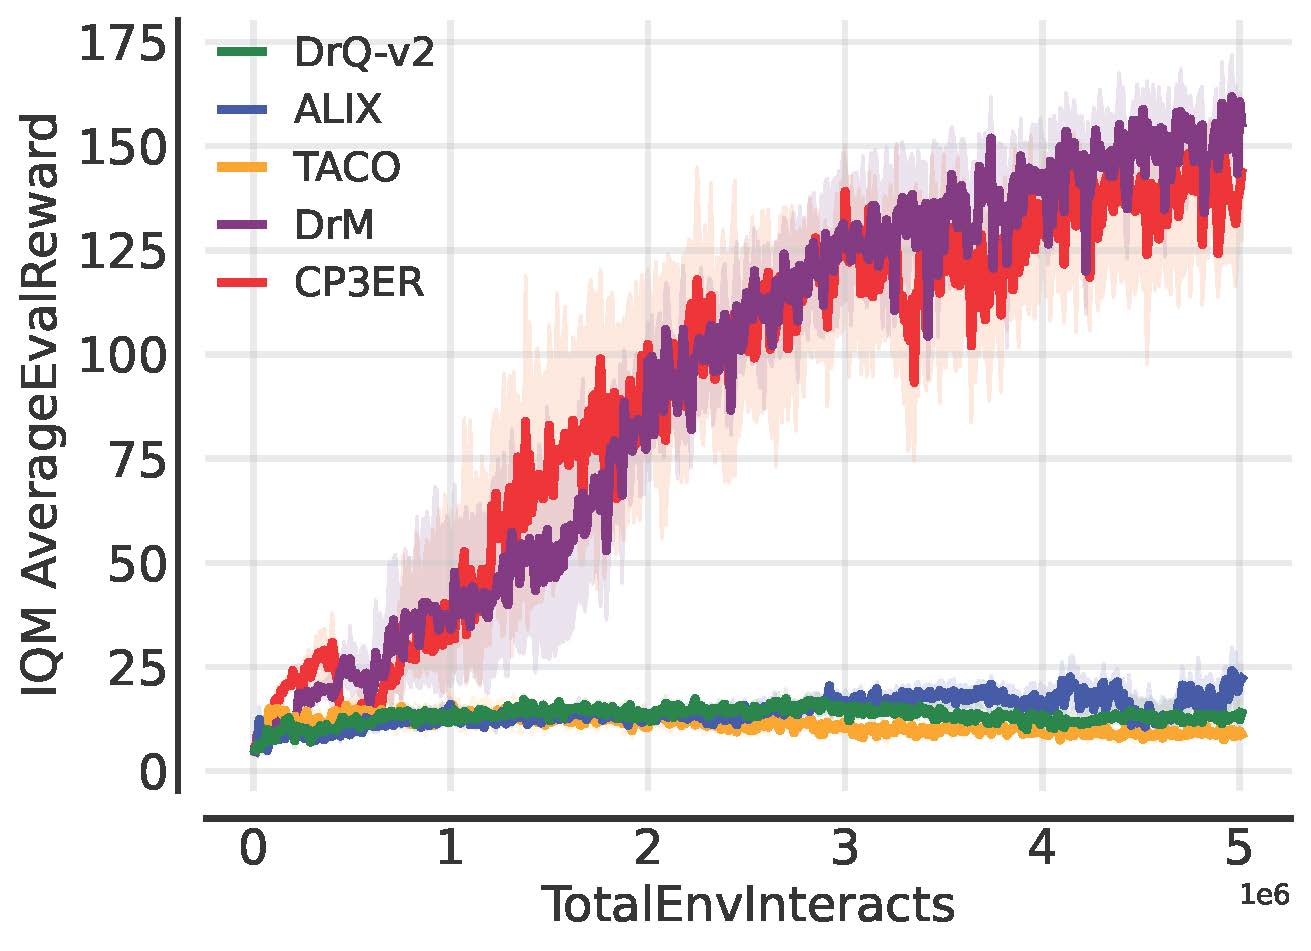 IQM AverageEvalReward
175
150
125
100
75
50
25
0
DrQ-v2
ALIX
TACO
DrM
CP3ER
0 1 2 3 4 5
1e6
TotalEnvInteracts